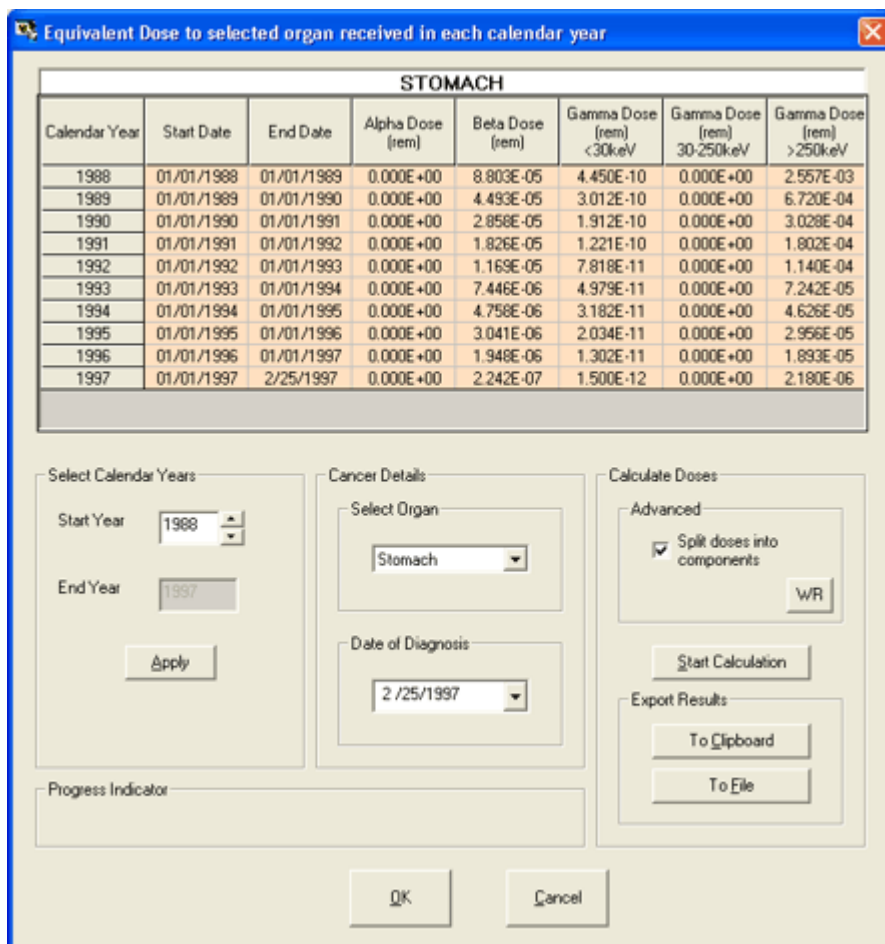 Equivalent Dose to selected organ received in each calendar year
STOMACH
Calendar Year Start Date End Date Alpha Dose (rem) Beta Dose (rem) Gamma Dose (rem) <30keV Gamma Dose (rem) 30-250keV Gamma Dose (rem) >250keV
1988 01/01/1988 01/01/1989 0.000E+00 8.803E-05 4.450E-10 0.000E+00 2.557E-03
1989 01/01/1989 01/01/1990 0.000E+00 4.493E-05 3.012E-10 0.000E+00 6.720E-04
1990 01/01/1990 01/01/1991 0.000E+00 2.858E-05 1.912E-10 0.000E+00 3.028E-04
1991 01/01/1991 01/01/1992 0.000E+00 1.826E-05 1.221E-10 0.000E+00 1.802E-04
1992 01/01/1992 01/01/1993 0.000E+00 1.169E-05 7.818E-11 0.000E+00 1.140E-04
1993 01/01/1993 01/01/1994 0.000E+00 7.446E-06 4.979E-11 0.000E+00 7.242E-05
1994 01/01/1994 01/01/1995 0.000E+00 4.758E-06 3.182E-11 0.000E+00 4.626E-05
1995 01/01/1995 01/01/1996 0.000E+00 3.041E-06 2.034E-11 0.000E+00 2.956E-05
1996 01/01/1996 01/01/1997 0.000E+00 1.948E-06 1.302E-11 0.000E+00 1.893E-05
1997 01/01/1997 2/25/1997 0.000E+00 2.242E-07 1.500E-12 0.000E+00 2.180E-06
Select Calendar Years
Start Year 1988
End Year 1997
Apply
Cancer Details
Select Organ
Stomach
Date of Diagnosis
2 /25/1997
Calculate Doses
Advanced
Split doses into
components
WR
Start Calculation
Export Results
To Clipboard
To File
Progress Indicator
OK Cancel